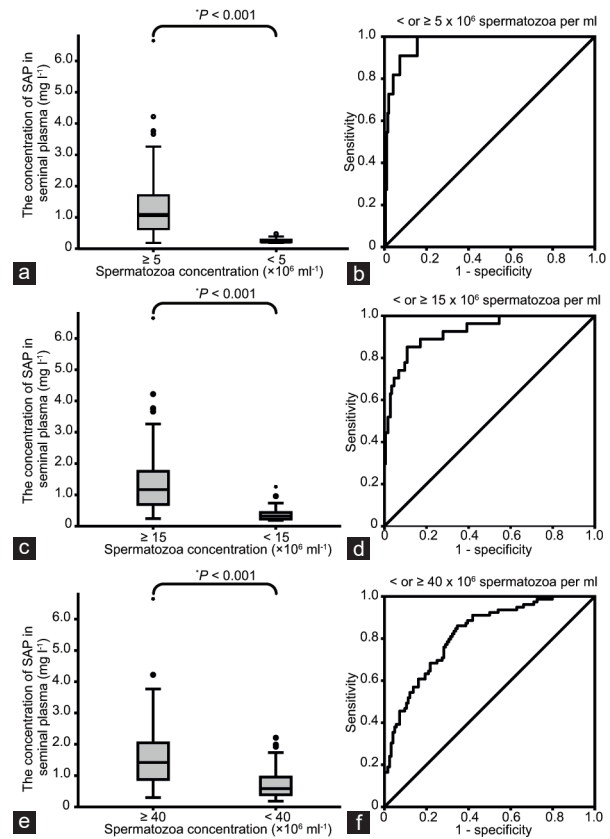 *P < 0.001
The concentration of SAP in
seminal plasma (mg l-1)
6.0
5.0
4.0
3.0
2.0
1.0
0
≥ 5
< 5
Spermatozoa concentration (×10⁶ ml-1)
a
< or ≥ 5 x 10⁶ spermatozoa per ml
Sensitivity
1.0
0.8
0.6
0.4
0.2
0
0.2
0.4
0.6
0.8
1.0
1 - specificity
b
*P < 0.001
The concentration of SAP in
seminal plasma (mg l-1)
6.0
5.0
4.0
3.0
2.0
1.0
0
≥ 15
< 15
Spermatozoa concentration (×10⁶ ml-1)
c
< or ≥ 15 x 10⁶ spermatozoa per ml
Sensitivity
1.0
0.8
0.6
0.4
0.2
0
0.2
0.4
0.6
0.8
1.0
1 - specificity
d
*P < 0.001
The concentration of SAP in
seminal plasma (mg l-1)
6.0
5.0
4.0
3.0
2.0
1.0
0
≥ 40
< 40
Spermatozoa concentration (×10⁶ ml-1)
e
< or ≥ 40 x 10⁶ spermatozoa per ml
Sensitivity
1.0
0.8
0.6
0.4
0.2
0
0.2
0.4
0.6
0.8
1.0
1 - specificity
f